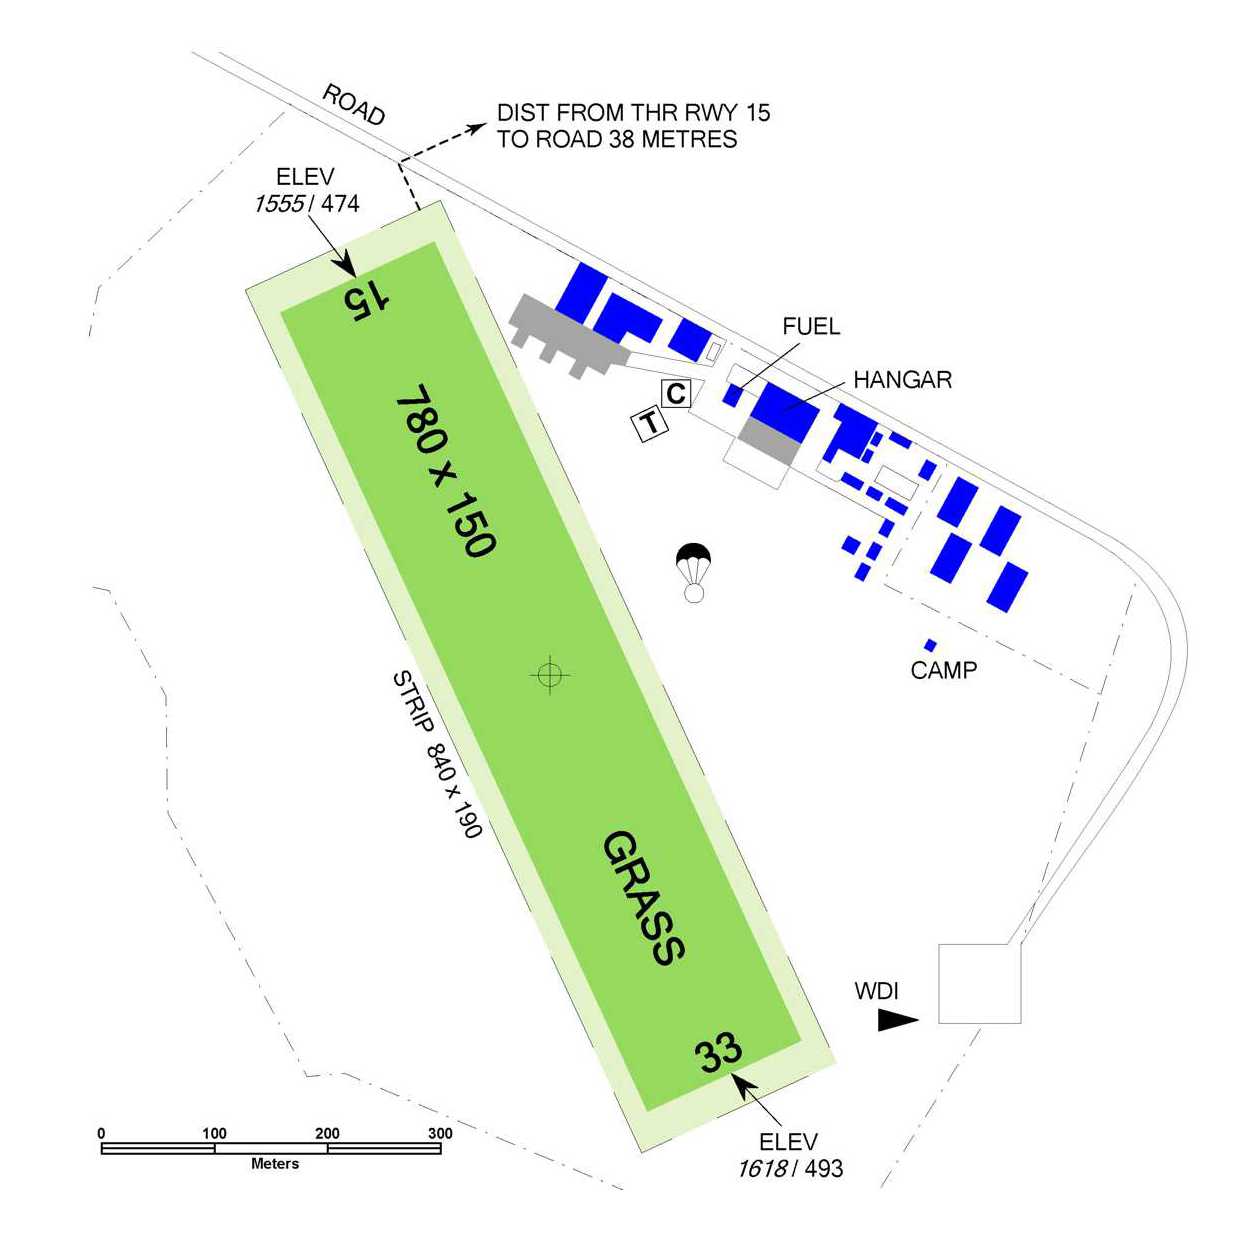 ROAD
DIST FROM THR RWY 15
TO ROAD 38 METRES
ELEV
1555 / 474
15
FUEL
HANGAR
C
T
780 x 150
CAMP
STRIP 840 x 190
GRASS
WDI
33
0 100 200 300
Meters
ELEV
1618 / 493